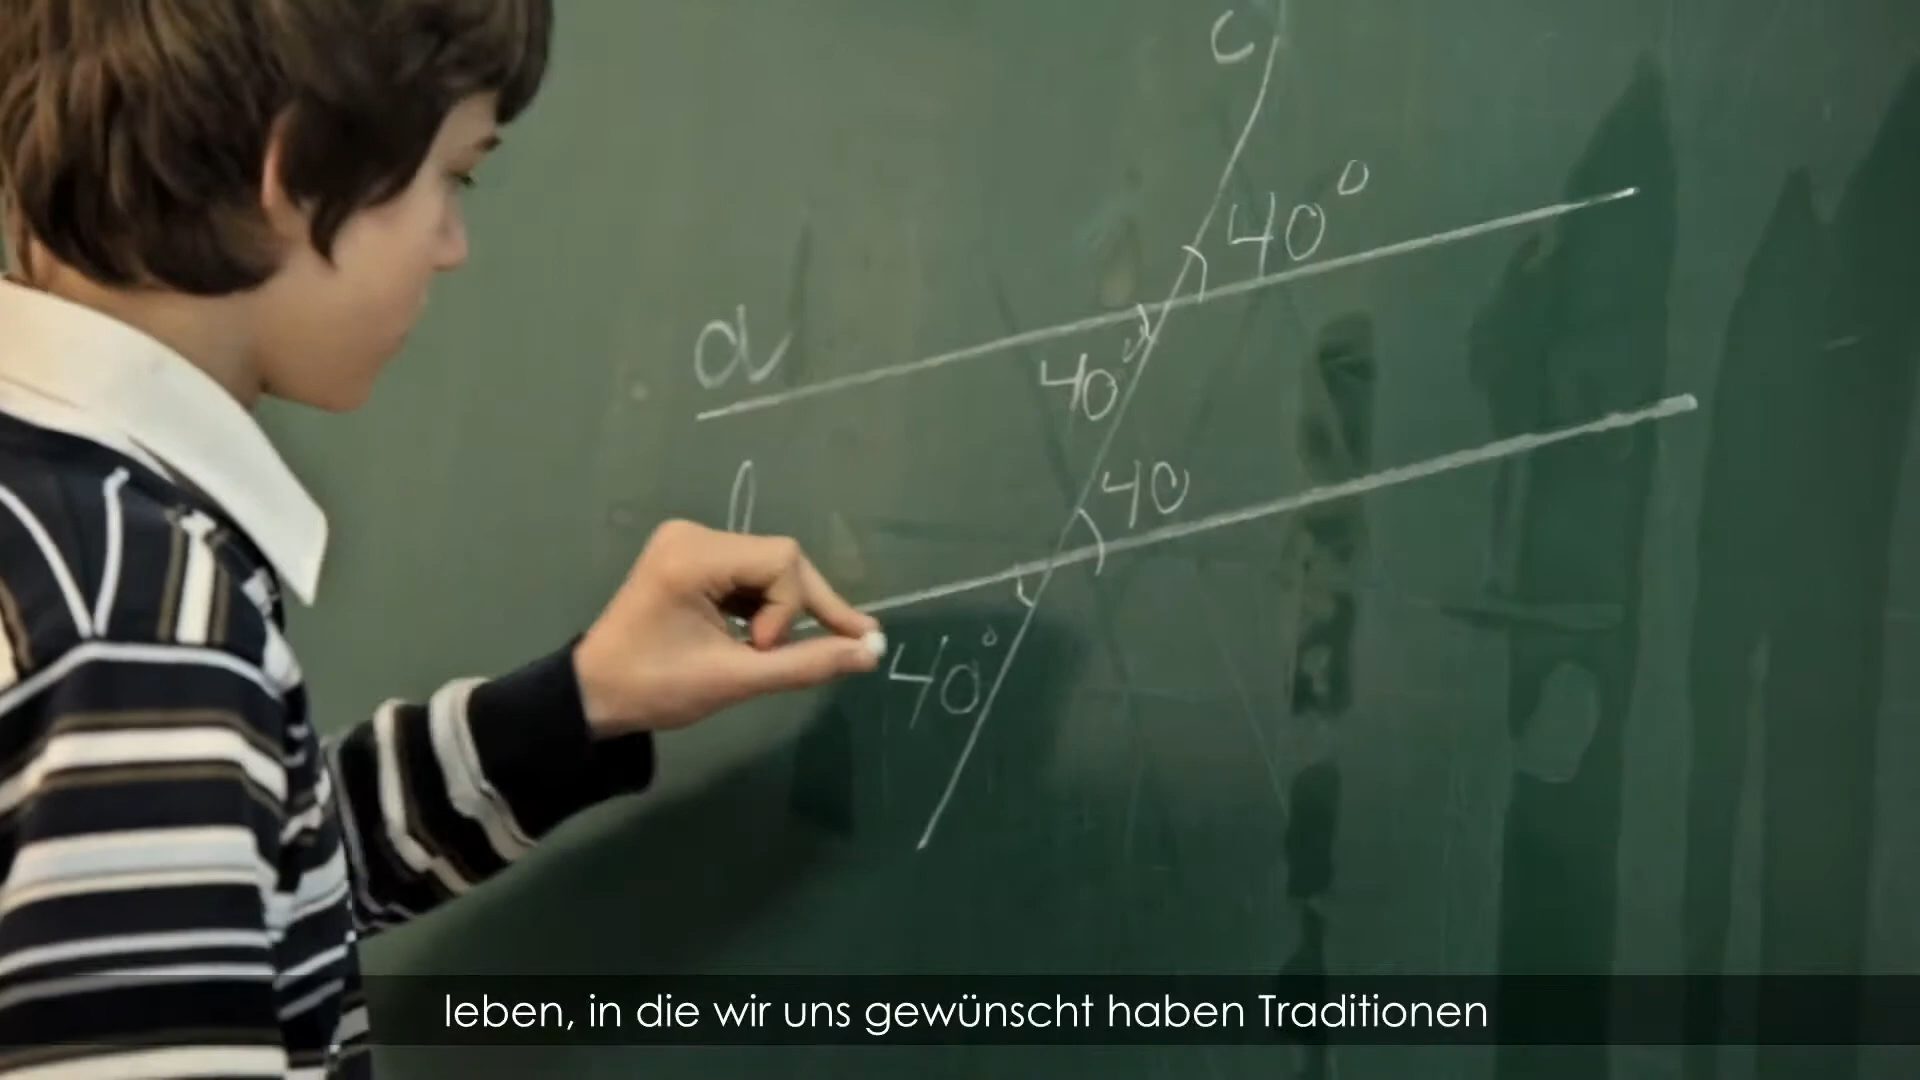 c
40°
a
40°
40
b
40°
leben, in die wir uns gewünscht haben Traditionen